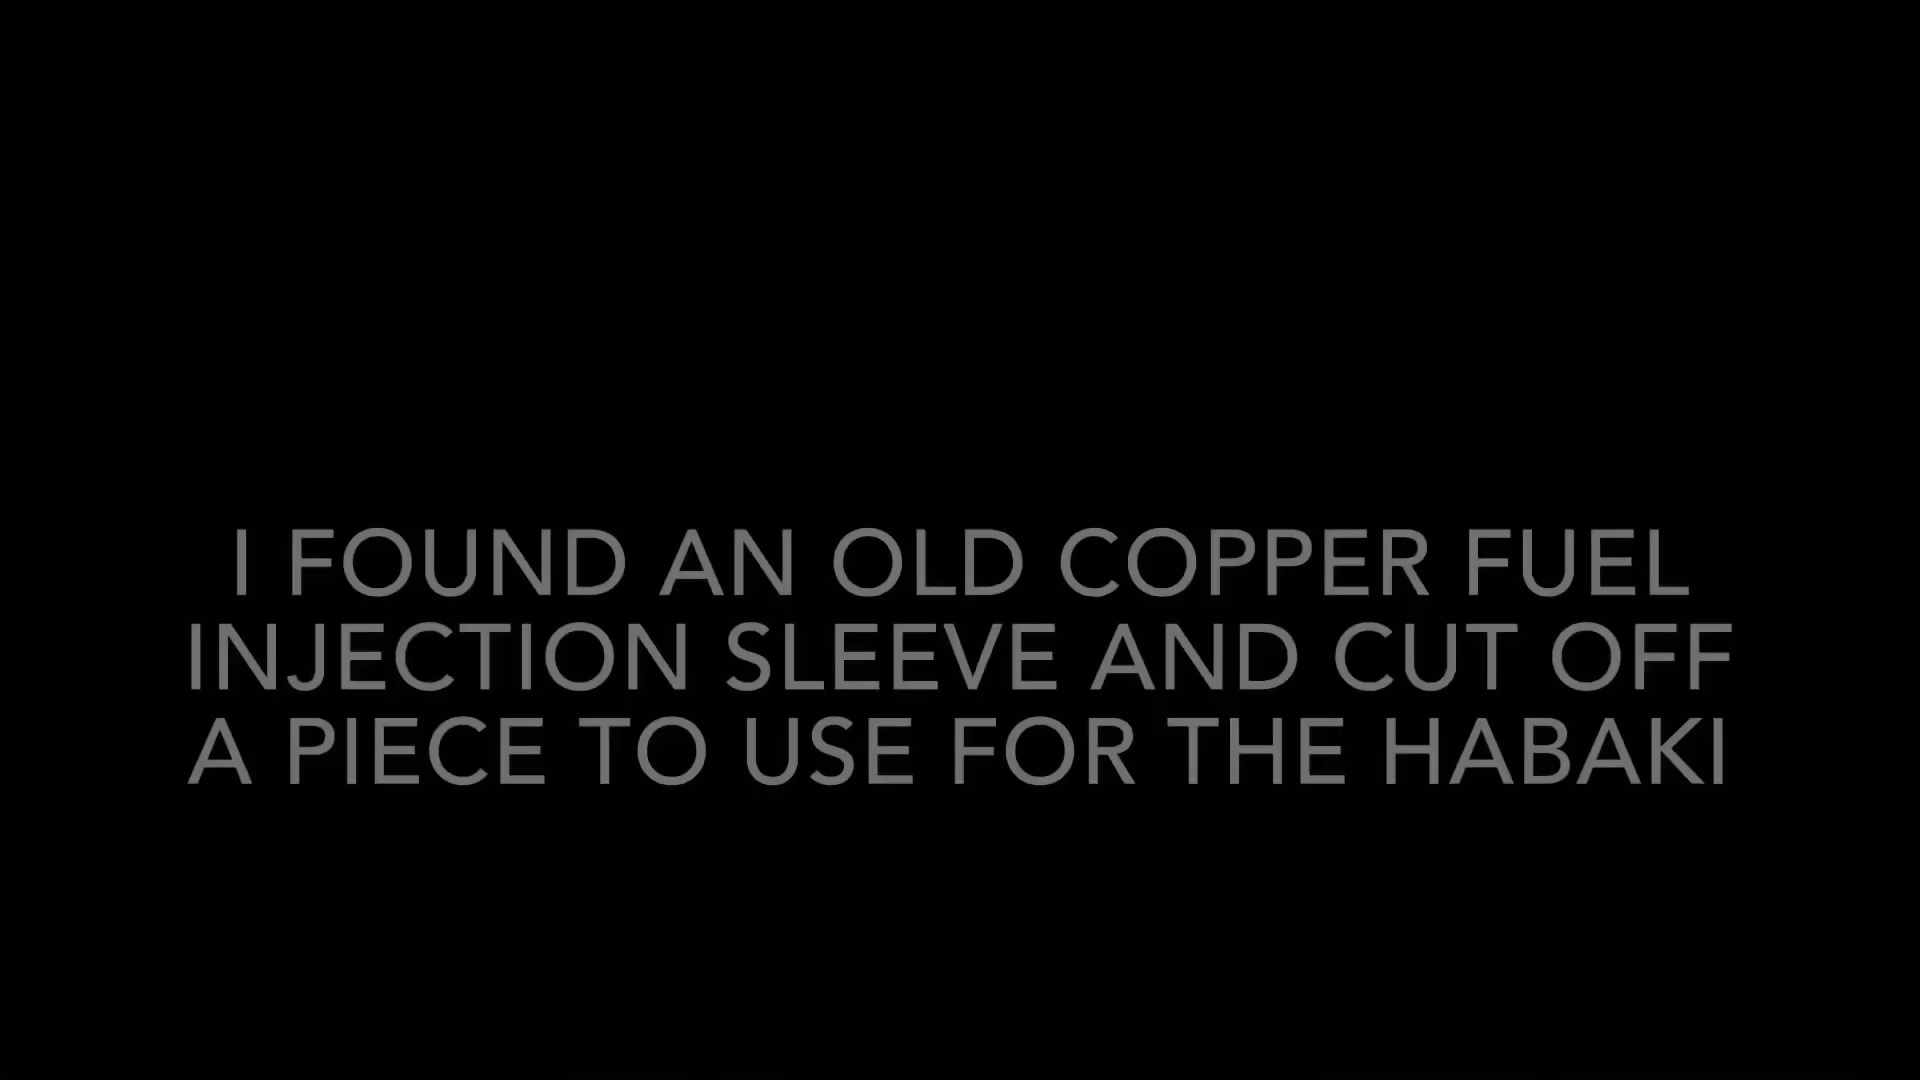 I FOUND AN OLD COPPER FUEL
INJECTION SLEEVE AND CUT OFF
A PIECE TO USE FOR THE HABAKI